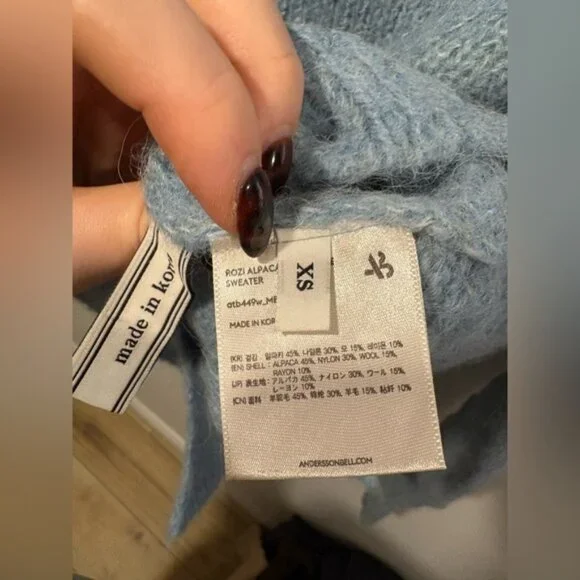 made in kor
ROZI ALPACA
SWEATER
XS
atb449w_ME
MADE IN KOR
(KR) 겉감 : 알파카 45%, 나일론 30%, 모 15%, 레이온 10%
(EN) SHELL : ALPACA 45%, NYLON 30%, WOOL 15%,
RAYON 10%
(JP) 表生地 : アルパカ 45%, ナイロン 30%, ウール 15%,
レーヨン 10%
(CN) 面料 : 羊驼毛 45%, 锦纶 30%, 羊毛 15%, 粘纤 10%
ANDERSSONBELL.COM